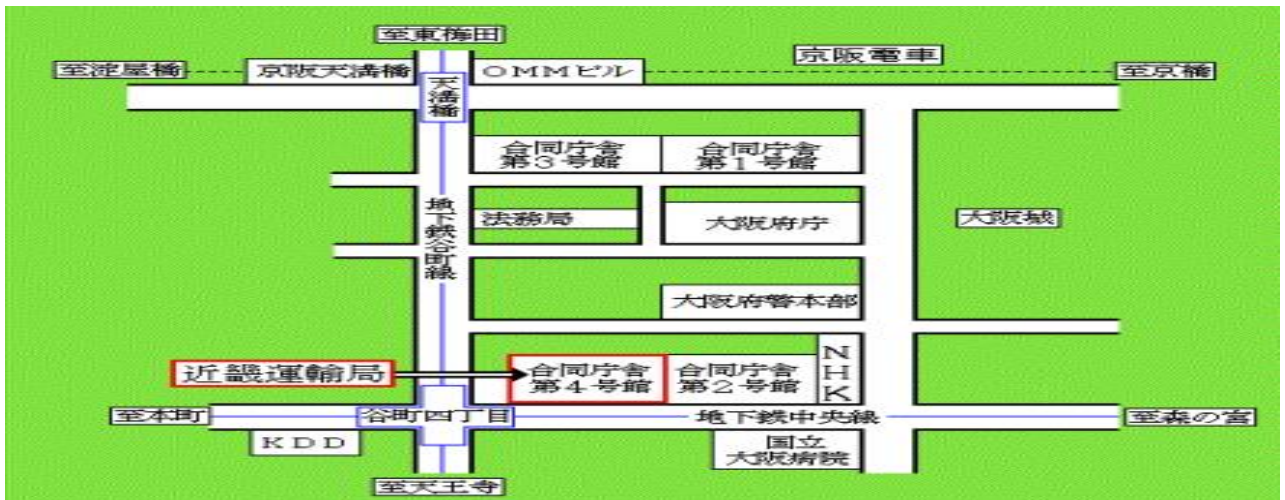 至東梅田
京阪電車
至淀屋橋
京阪天満橋
OMMビル
至京橋
天満橋
合同庁舎
第3号館
合同庁舎
第1号館
地下鉄谷町線
法務局
大阪府庁
大阪城
大阪府警本部
近畿運輸局
合同庁舎
第4号館
合同庁舎
第2号館
NHK
至本町
谷町四丁目
地下鉄中央線
至森の宮
KDD
国立
大阪病院
至天王寺